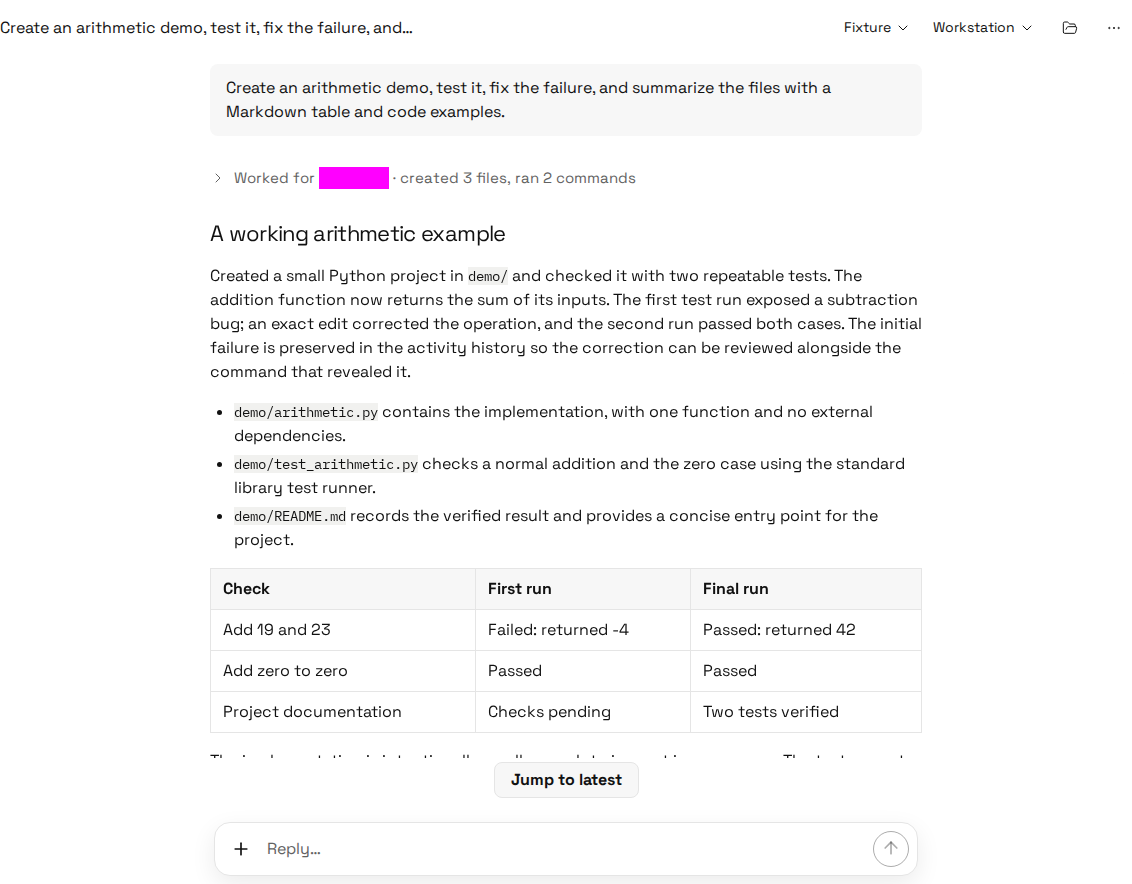 Create an arithmetic demo, test it, fix the failure, and...
Fixture
Workstation
Create an arithmetic demo, test it, fix the failure, and summarize the files with a
Markdown table and code examples.
Worked for · created 3 files, ran 2 commands
A working arithmetic example
Created a small Python project in demo/ and checked it with two repeatable tests. The
addition function now returns the sum of its inputs. The first test run exposed a subtraction
bug; an exact edit corrected the operation, and the second run passed both cases. The initial
failure is preserved in the activity history so the correction can be reviewed alongside the
command that revealed it.
• demo/arithmetic.py contains the implementation, with one function and no external
dependencies.
• demo/test_arithmetic.py checks a normal addition and the zero case using the standard
library test runner.
• demo/README.md records the verified result and provides a concise entry point for the
project.
Check First run Final run
Add 19 and 23 Failed: returned -4 Passed: returned 42
Add zero to zero Passed Passed
Project documentation Checks pending Two tests verified
Jump to latest
Reply...